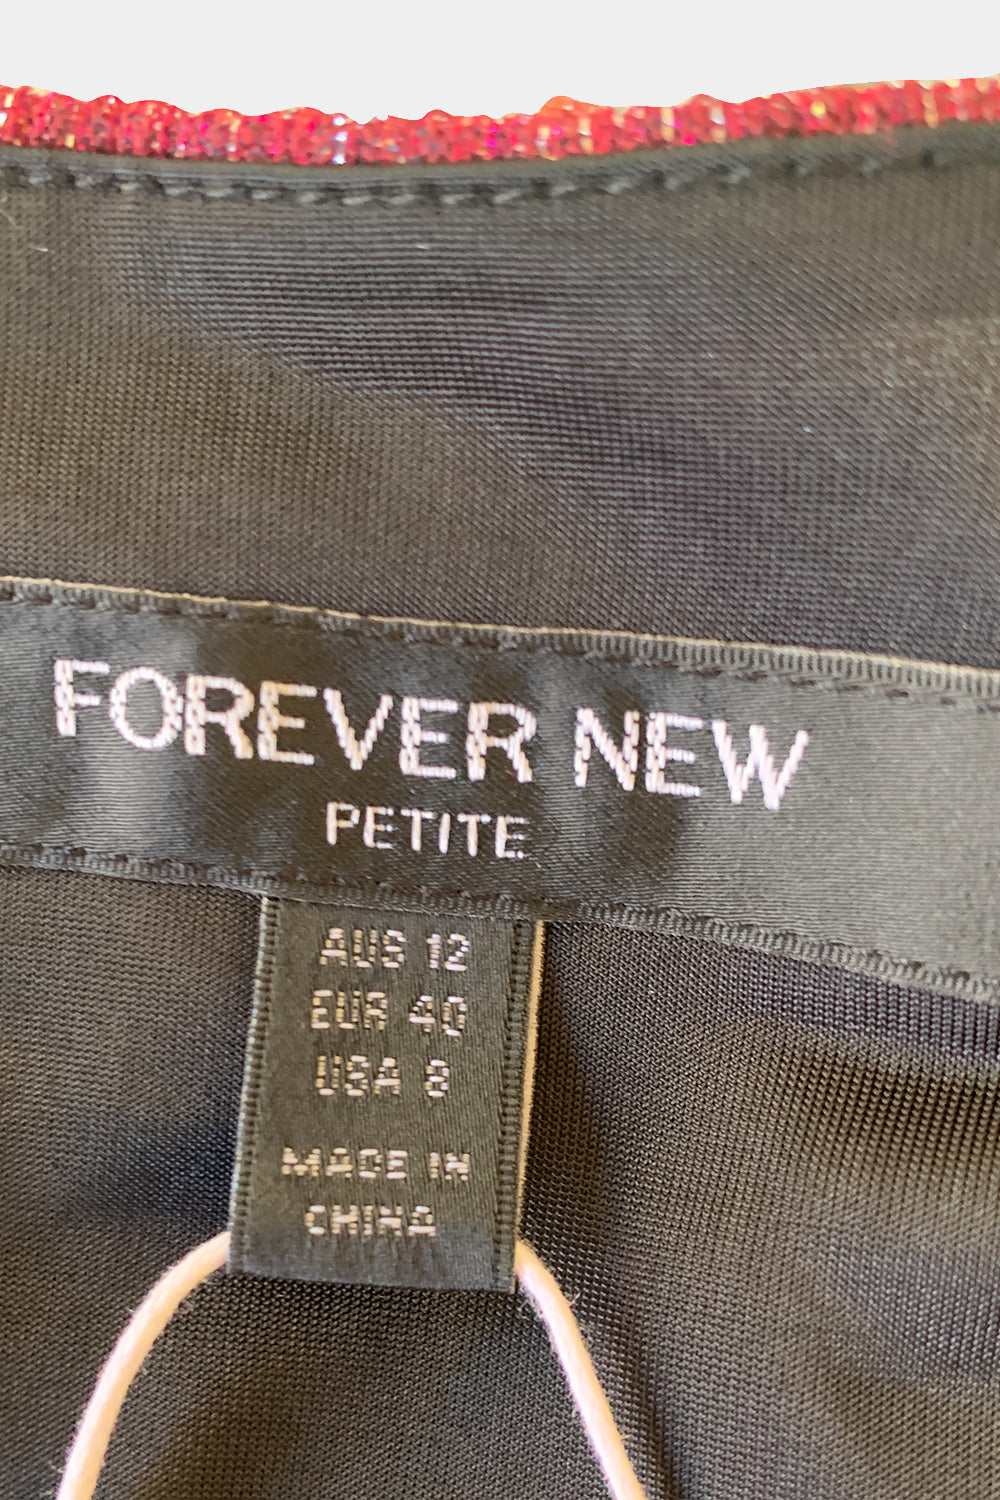 FOREVER NEW
PETITE
AUS 12
EUR 40
USA 8
MADE IN
CHINA